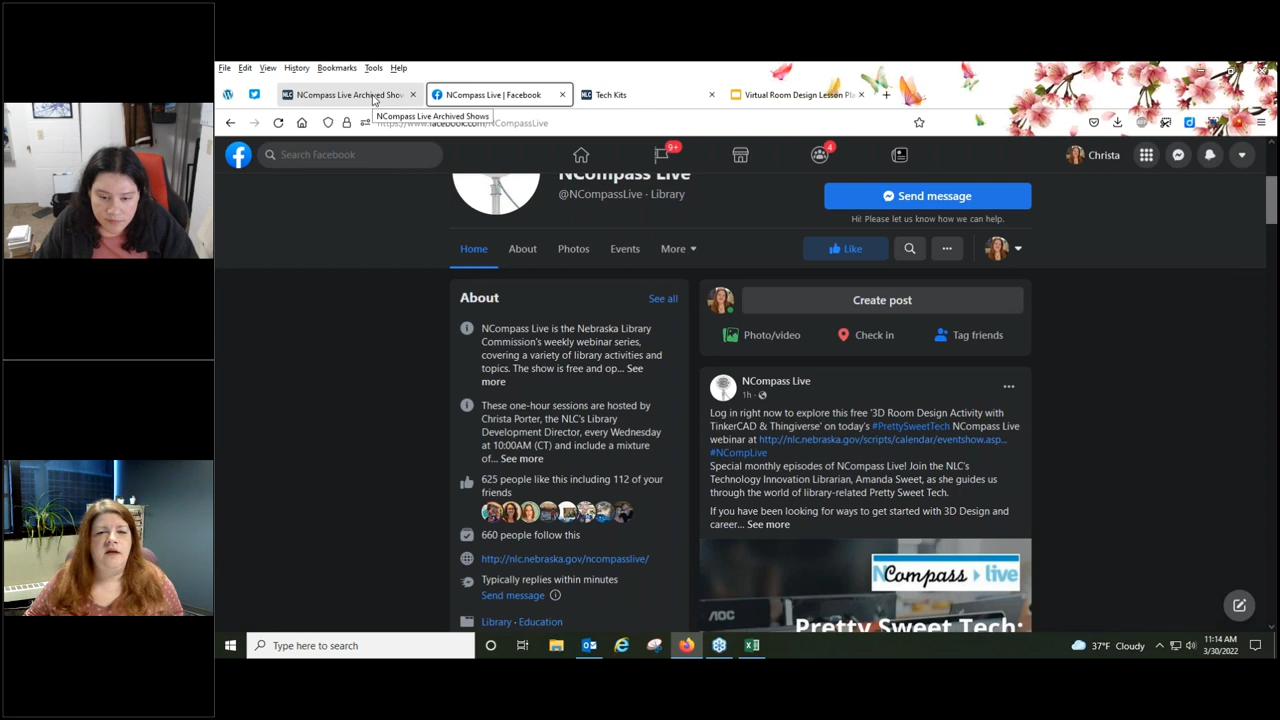 File Edit View History Bookmarks Tools Help
NCompass Live Archived Sho
NCompass Live | Facebook
Tech Kits
Virtual Room Design Lesson Pla
NCompass Live Archived Shows
https://www.facebook.com/NCompassLive
Search Facebook
9+
4
Christa
NCompass Live
@NCompassLive · Library
Send message
Hi! Please let us know how we can help.
Home About Photos Events More
Like
About
See all
NCompass Live is the Nebraska Library
Commission's weekly webinar series,
covering a variety of library activities and
topics. The show is free and op... See
more
These one-hour sessions are hosted by
Christa Porter, the NLC's Library
Development Director, every Wednesday
at 10:00AM (CT) and include a mixture
of... See more
625 people like this including 112 of your
friends
660 people follow this
http://nlc.nebraska.gov/ncompasslive/
Typically replies within minutes
Send message
Library · Education
Create post
Photo/video Check in Tag friends
NCompass Live
1h ·
Log in right now to explore this free '3D Room Design Activity with
TinkerCAD & Thingiverse' on today's #PrettySweetTech NCompass Live
webinar at http://nlc.nebraska.gov/scripts/calendar/eventshow.asp...
#NCompLive
Special monthly episodes of NCompass Live! Join the NLC's
Technology Innovation Librarian, Amanda Sweet, as she guides us
through the world of library-related Pretty Sweet Tech.
If you have been looking for ways to get started with 3D Design and
career... See more
NCompass live
AOC
Pretty Sweet Tech:
Type here to search
37°F Cloudy
11:14 AM
3/30/2022